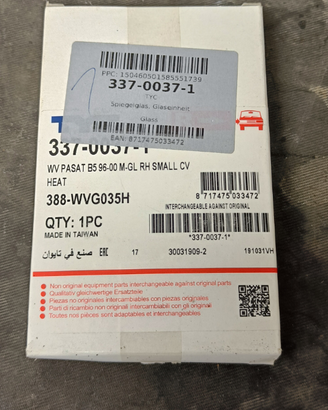 PPC: 150460501585551739
337-0037-1
TYC
Spiegelglas, Glaseinheit
Glass
EAN: 8717475033472
337-0037-1
WV PASAT B5 96-00 M-GL RH SMALL CV
HEAT
388-WVG035H
8 717475 033472
INTERCHANGEABLE AGAINST ORIGINAL
QTY: 1PC
MADE IN TAIWAN
*337-0037-1*
صنع في تايوان
EAC
17
30031909-2
191031VH
Non original equipment parts interchangeable against original parts
Qualitativ gleichwertige Ersatzteile
Piezas no originales intercambiables con piezas originales
Parti di ricambio non originali intercambiabili con gli originali
Toutes nos pièces sont adaptables et interchangeables